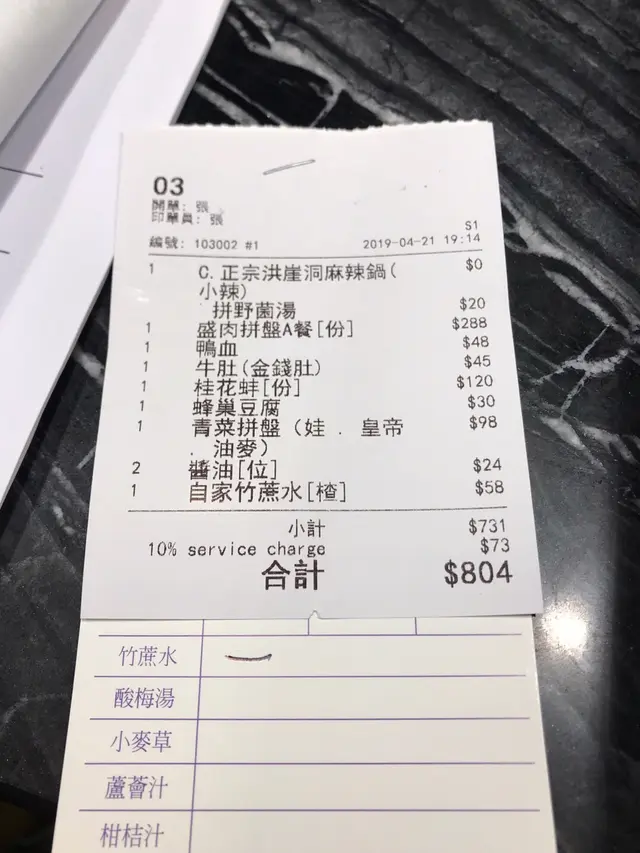 03
開單: 張
印單員: 張
S1
編號: 103002 #1 2019-04-21 19:14
1 C.正宗洪崖洞麻辣鍋( $0
小辣)
拼野菌湯 $20
1 盛肉拼盤A餐[份] $288
1 鴨血 $48
1 牛肚(金錢肚) $45
1 桂花蚌[份] $120
1 蜂巢豆腐 $30
1 青菜拼盤 (娃 . 皇帝 $98
. 油麥)
2 醬油[位] $24
1 自家竹蔗水[楂] $58
小計 $731
10% service charge $73
合計 $804
竹蔗水
酸梅湯
小麥草
蘆薈汁
柑桔汁